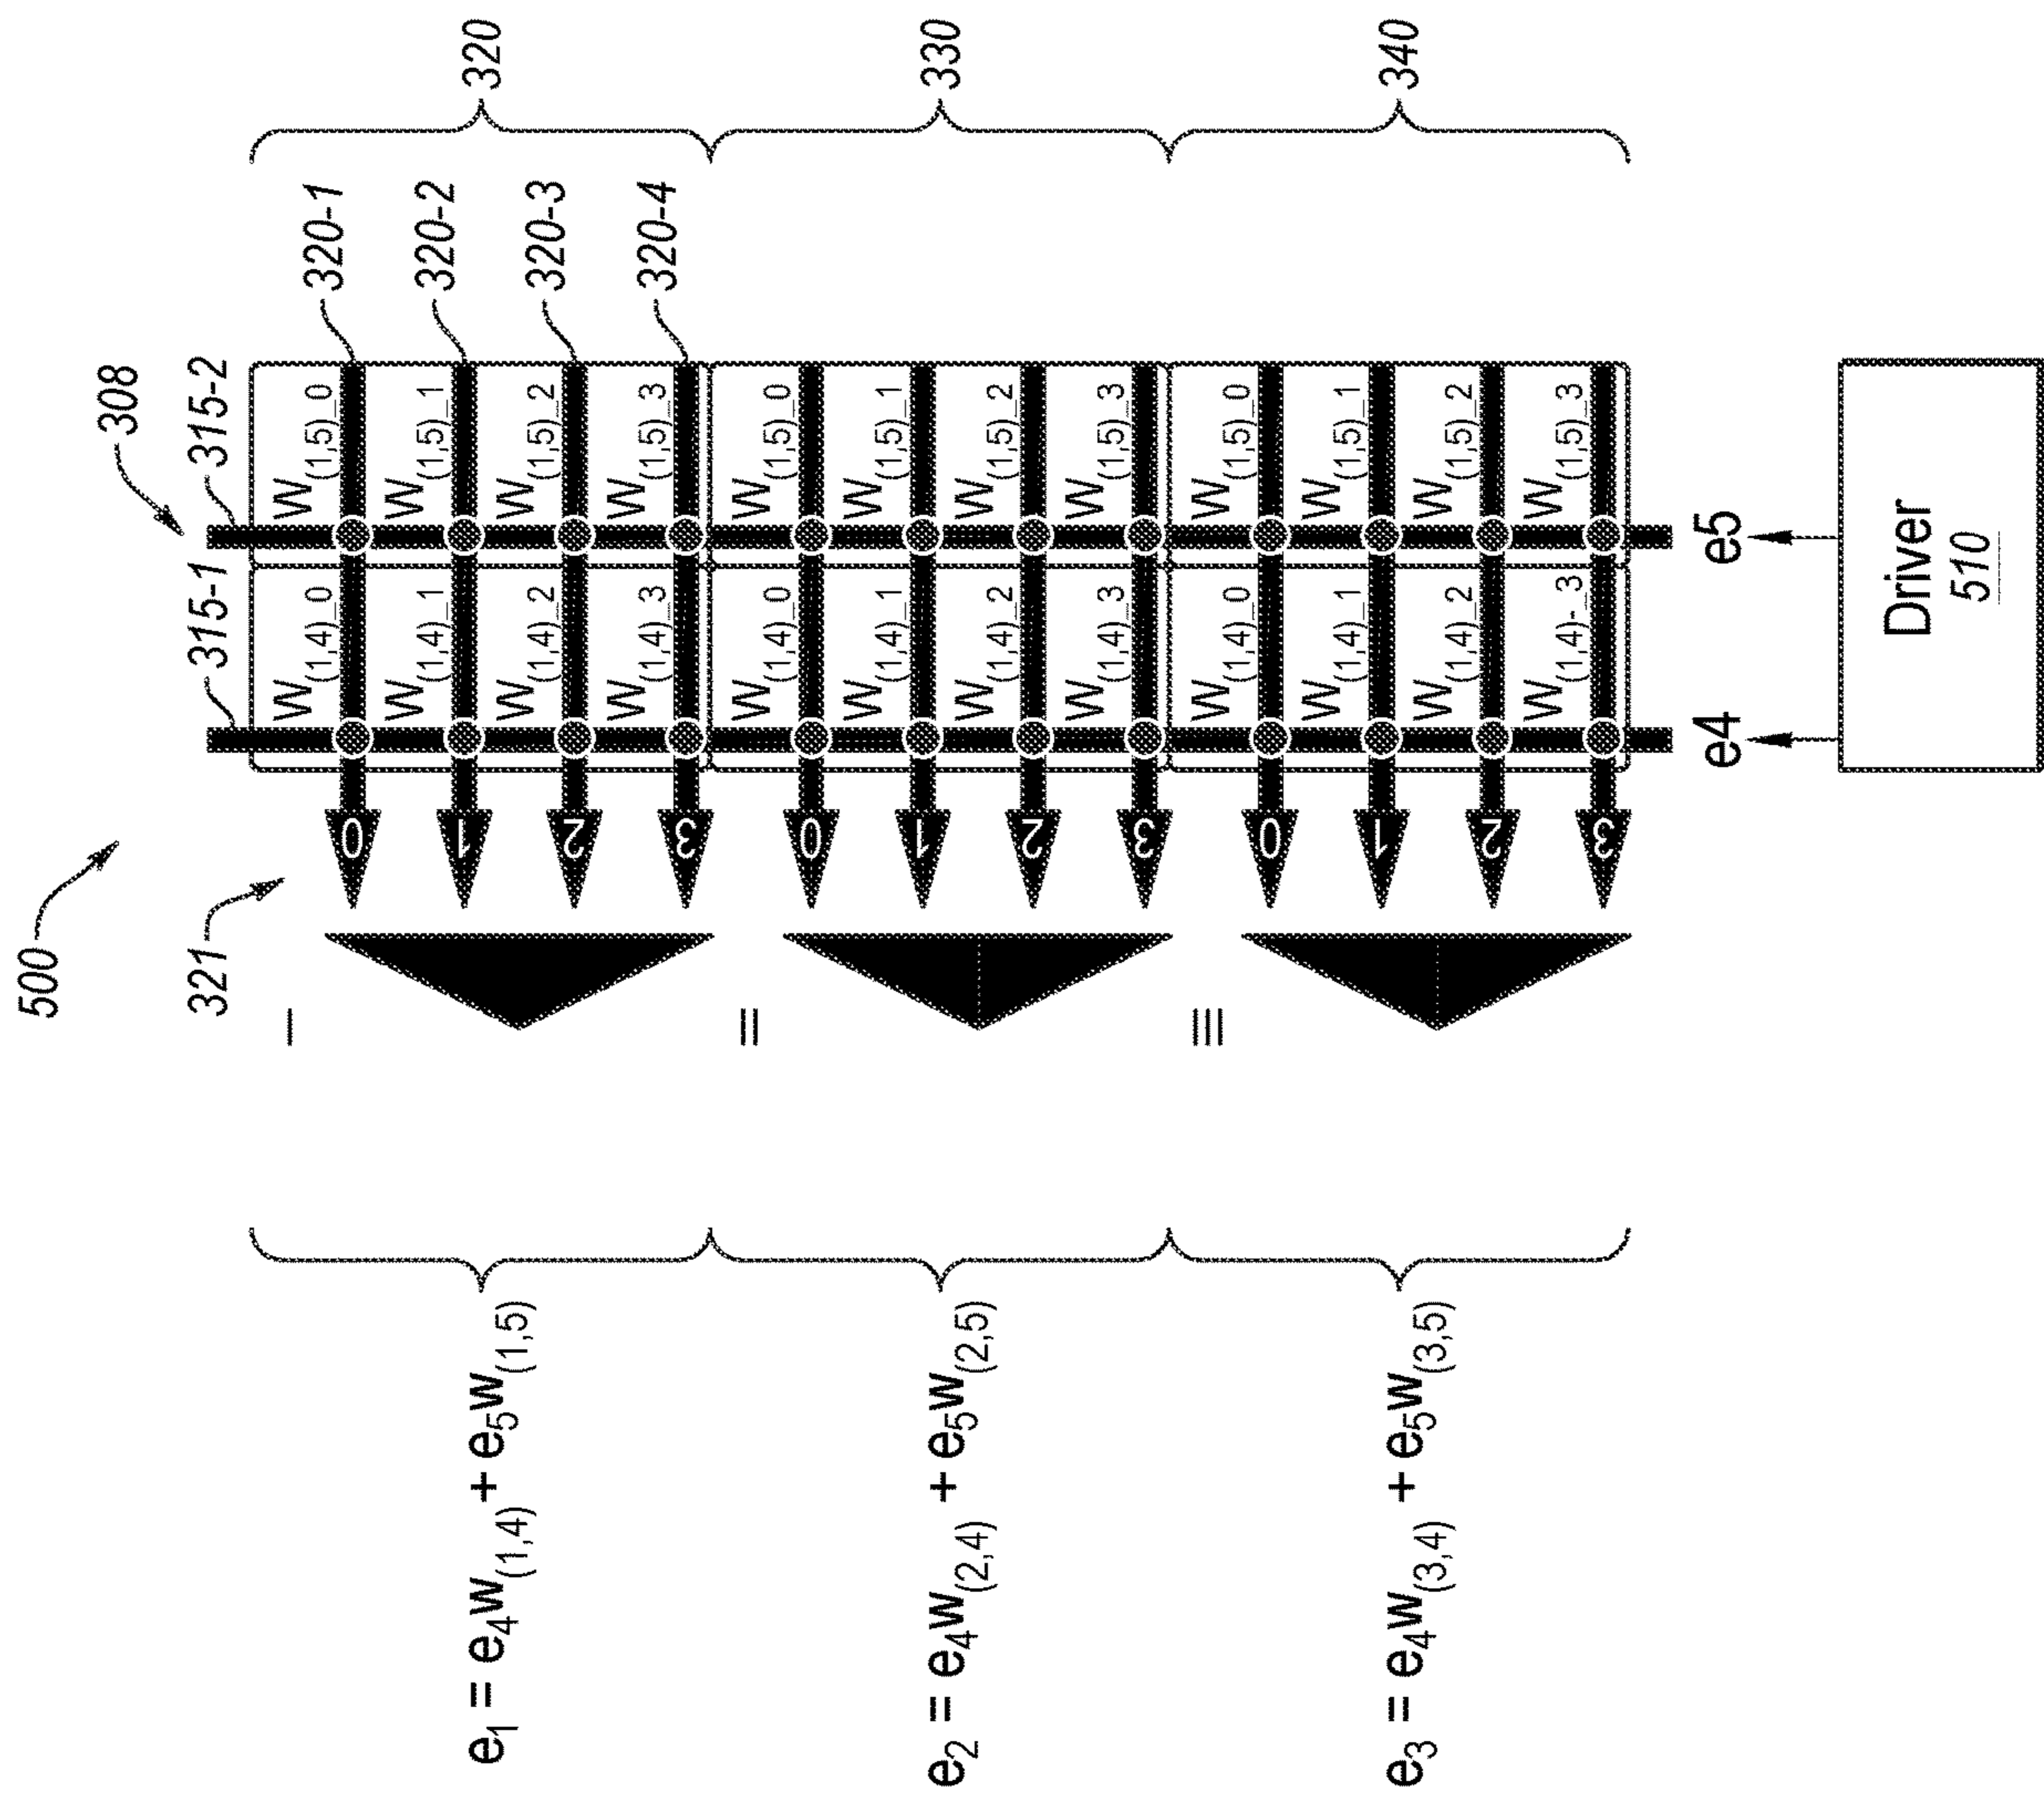 500
308
321 315-1 315-2
I
W(1,4)_0 W(1,5)_0
0 320-1
W(1,4)_1 W(1,5)_1
1 320-2
e₁ = e₄w(1,4) + e₅w(1,5) 320
W(1,4)_2 W(1,5)_2
2 320-3
W(1,4)_3 W(1,5)_3
3 320-4
II
W(1,4)_0 W(1,5)_0
0
W(1,4)_1 W(1,5)_1
1
e₂ = e₄w(2,4) + e₅w(2,5) 330
W(1,4)_2 W(1,5)_2
2
W(1,4)_3 W(1,5)_3
3
III
W(1,4)_0 W(1,5)_0
0
W(1,4)_1 W(1,5)_1
1
e₃ = e₄w(3,4) + e₅w(3,5) 340
W(1,4)_2 W(1,5)_2
2
W(1,4)-_3 W(1,5)_3
3
e4 e5
Driver
510